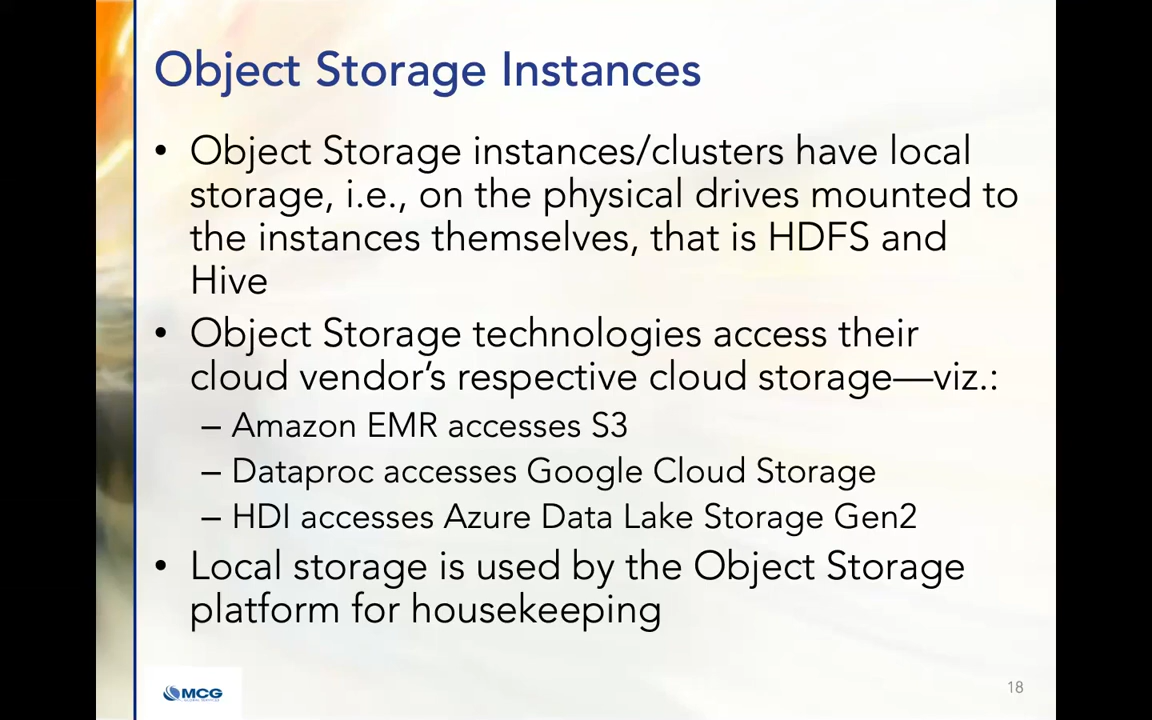 Object Storage Instances
• Object Storage instances/clusters have local
storage, i.e., on the physical drives mounted to
the instances themselves, that is HDFS and
Hive
• Object Storage technologies access their
cloud vendor’s respective cloud storage—viz.:
– Amazon EMR accesses S3
– Dataproc accesses Google Cloud Storage
– HDI accesses Azure Data Lake Storage Gen2
• Local storage is used by the Object Storage
platform for housekeeping
MCG
18